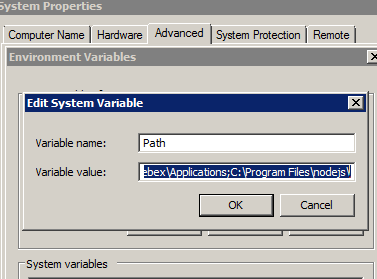 System Properties
Computer Name Hardware Advanced System Protection Remote
Environment Variables
Edit System Variable
Variable name: Path
Variable value: ebex\Applications;C:\Program Files\nodejs\
OK Cancel
System variables